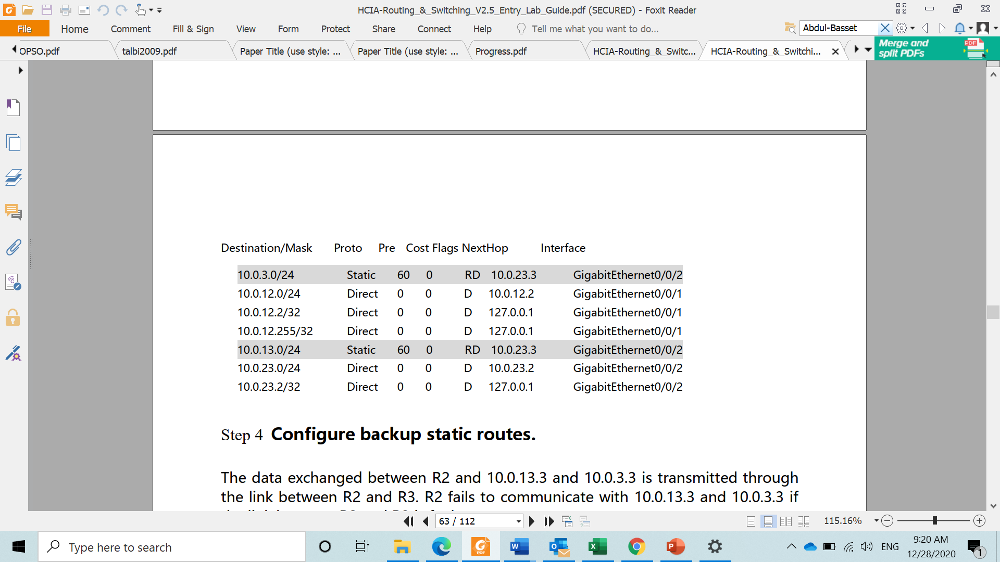 HCIA-Routing_&_Switching_V2.5_Entry_Lab_Guide.pdf (SECURED) - Foxit Reader
File Home Comment Fill & Sign View Form Protect Share Connect Help Tell me what you want to do... Abdul-Basset
OPSO.pdf talbi2009.pdf Paper Title (use style: ... Paper Title (use style: ... Progress.pdf HCIA-Routing_&_Switc... HCIA-Routing_&_Switchi...
Merge and
split PDFs
PDF
Destination/Mask Proto Pre Cost Flags NextHop Interface
10.0.3.0/24 Static 60 0 RD 10.0.23.3 GigabitEthernet0/0/2
10.0.12.0/24 Direct 0 0 D 10.0.12.2 GigabitEthernet0/0/1
10.0.12.2/32 Direct 0 0 D 127.0.0.1 GigabitEthernet0/0/1
10.0.12.255/32 Direct 0 0 D 127.0.0.1 GigabitEthernet0/0/1
10.0.13.0/24 Static 60 0 RD 10.0.23.3 GigabitEthernet0/0/2
10.0.23.0/24 Direct 0 0 D 10.0.23.2 GigabitEthernet0/0/2
10.0.23.2/32 Direct 0 0 D 127.0.0.1 GigabitEthernet0/0/2
Step 4 Configure backup static routes.
The data exchanged between R2 and 10.0.13.3 and 10.0.3.3 is transmitted through
the link between R2 and R3. R2 fails to communicate with 10.0.13.3 and 10.0.3.3 if
63 / 112
115.16%
Type here to search
PDF
ENG
9:20 AM
12/28/2020
1